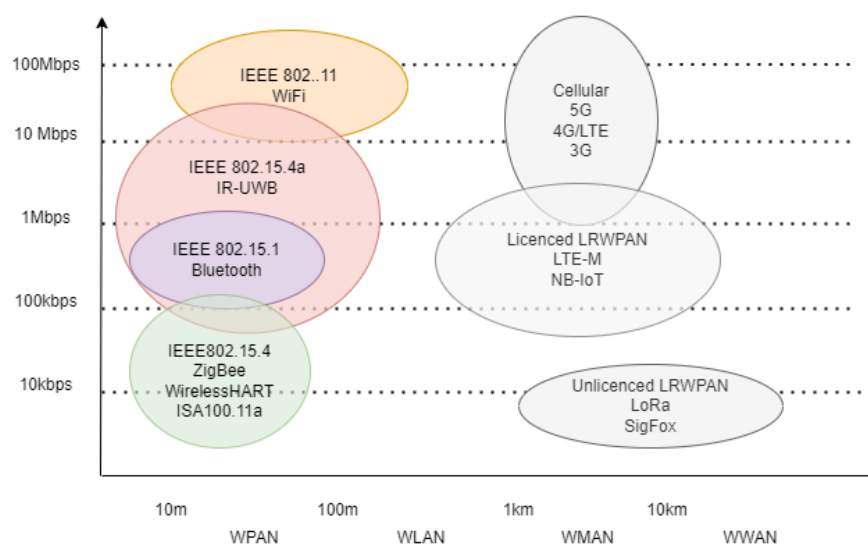 100Mbps
IEEE 802..11
WiFi
Cellular
5G
4G/LTE
3G
10 Mbps
IEEE 802.15.4a
IR-UWB
1Mbps
IEEE 802.15.1
Bluetooth
Licenced LRWPAN
LTE-M
NB-IoT
100kbps
IEEE802.15.4
ZigBee
WirelessHART
ISA100.11a
10kbps
Unlicenced LRWPAN
LoRa
SigFox
10m 100m 1km 10km
WPAN WLAN WMAN WWAN